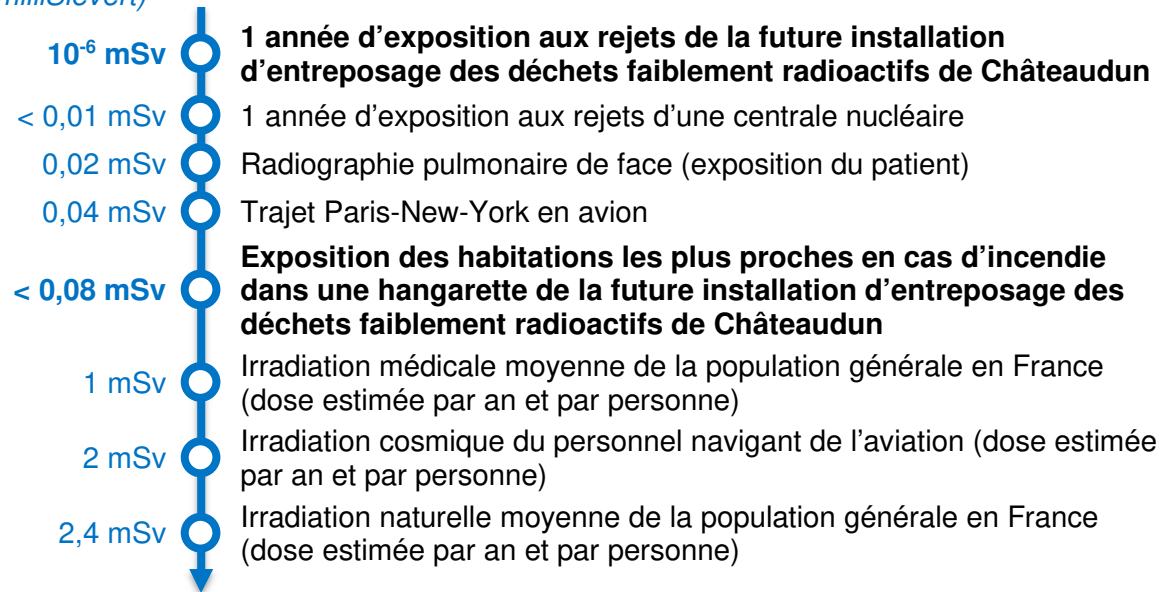 milliSievert)
10⁻⁶ mSv
1 année d’exposition aux rejets de la future installation
d’entreposage des déchets faiblement radioactifs de Châteaudun
< 0,01 mSv
1 année d’exposition aux rejets d’une centrale nucléaire
0,02 mSv
Radiographie pulmonaire de face (exposition du patient)
0,04 mSv
Trajet Paris-New-York en avion
< 0,08 mSv
Exposition des habitations les plus proches en cas d’incendie
dans une hangarette de la future installation d’entreposage des
déchets faiblement radioactifs de Châteaudun
1 mSv
Irradiation médicale moyenne de la population générale en France
(dose estimée par an et par personne)
2 mSv
Irradiation cosmique du personnel navigant de l’aviation (dose estimée
par an et par personne)
2,4 mSv
Irradiation naturelle moyenne de la population générale en France
(dose estimée par an et par personne)